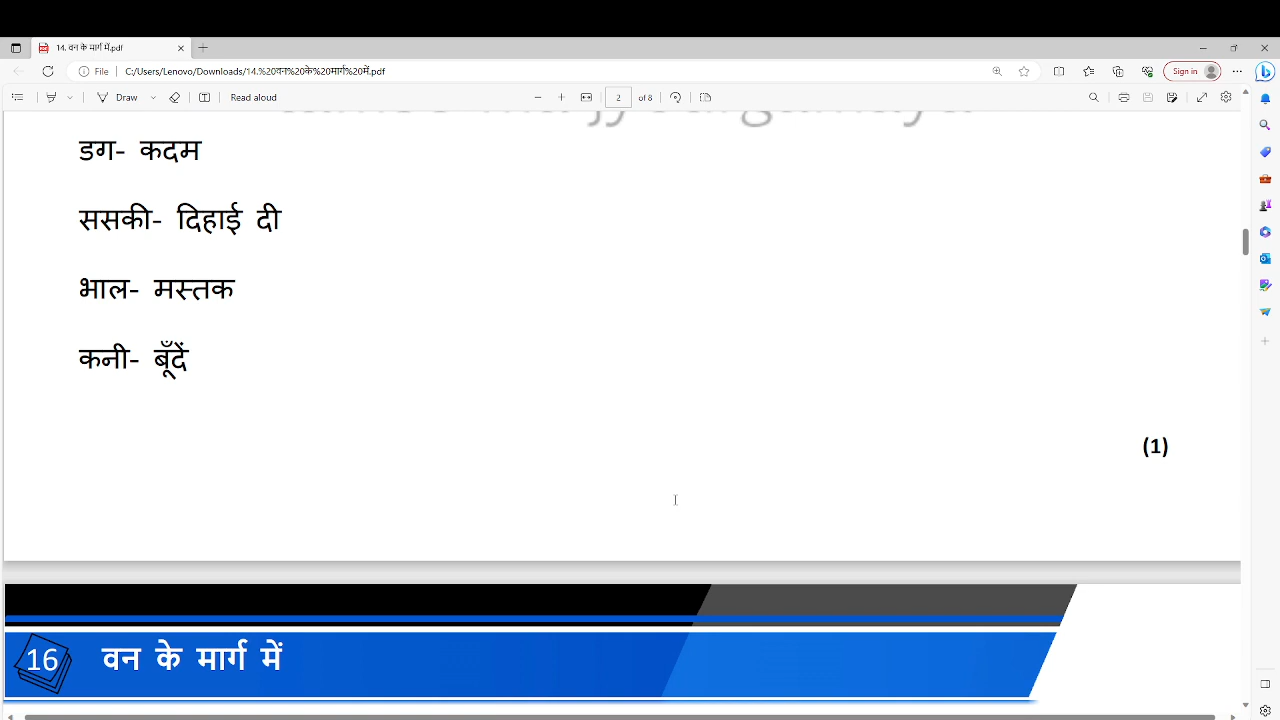 14. वन के मार्ग में.pdf
File C:/Users/Lenovo/Downloads/14.%20वन%20के%20मार्ग%20में.pdf
Sign in
Draw
Read aloud
2 of 8
डग- कदम
ससकी- दिहाई दी
भाल- मस्तक
कनी- बूँदें
(1)
16 वन के मार्ग में